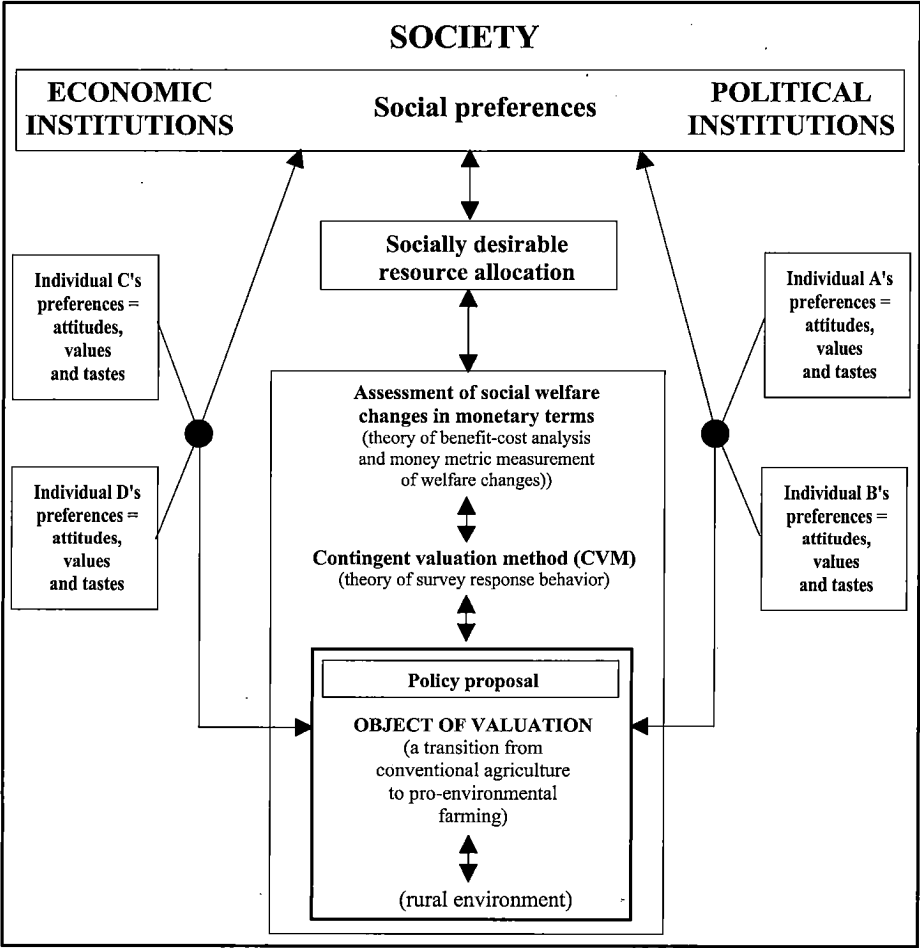 SOCIETY
ECONOMIC
INSTITUTIONS
Social preferences
POLITICAL
INSTITUTIONS
Socially desirable
resource allocation
Individual C's
preferences =
attitudes,
values
and tastes
Individual A's
preferences =
attitudes,
values
and tastes
Assessment of social welfare
changes in monetary terms
(theory of benefit-cost analysis
and money metric measurement
of welfare changes))
Individual D's
preferences =
attitudes,
values
and tastes
Individual B's
preferences =
attitudes,
values
and tastes
Contingent valuation method (CVM)
(theory of survey response behavior)
Policy proposal
OBJECT OF VALUATION
(a transition from
conventional agriculture
to pro-environmental
farming)
(rural environment)